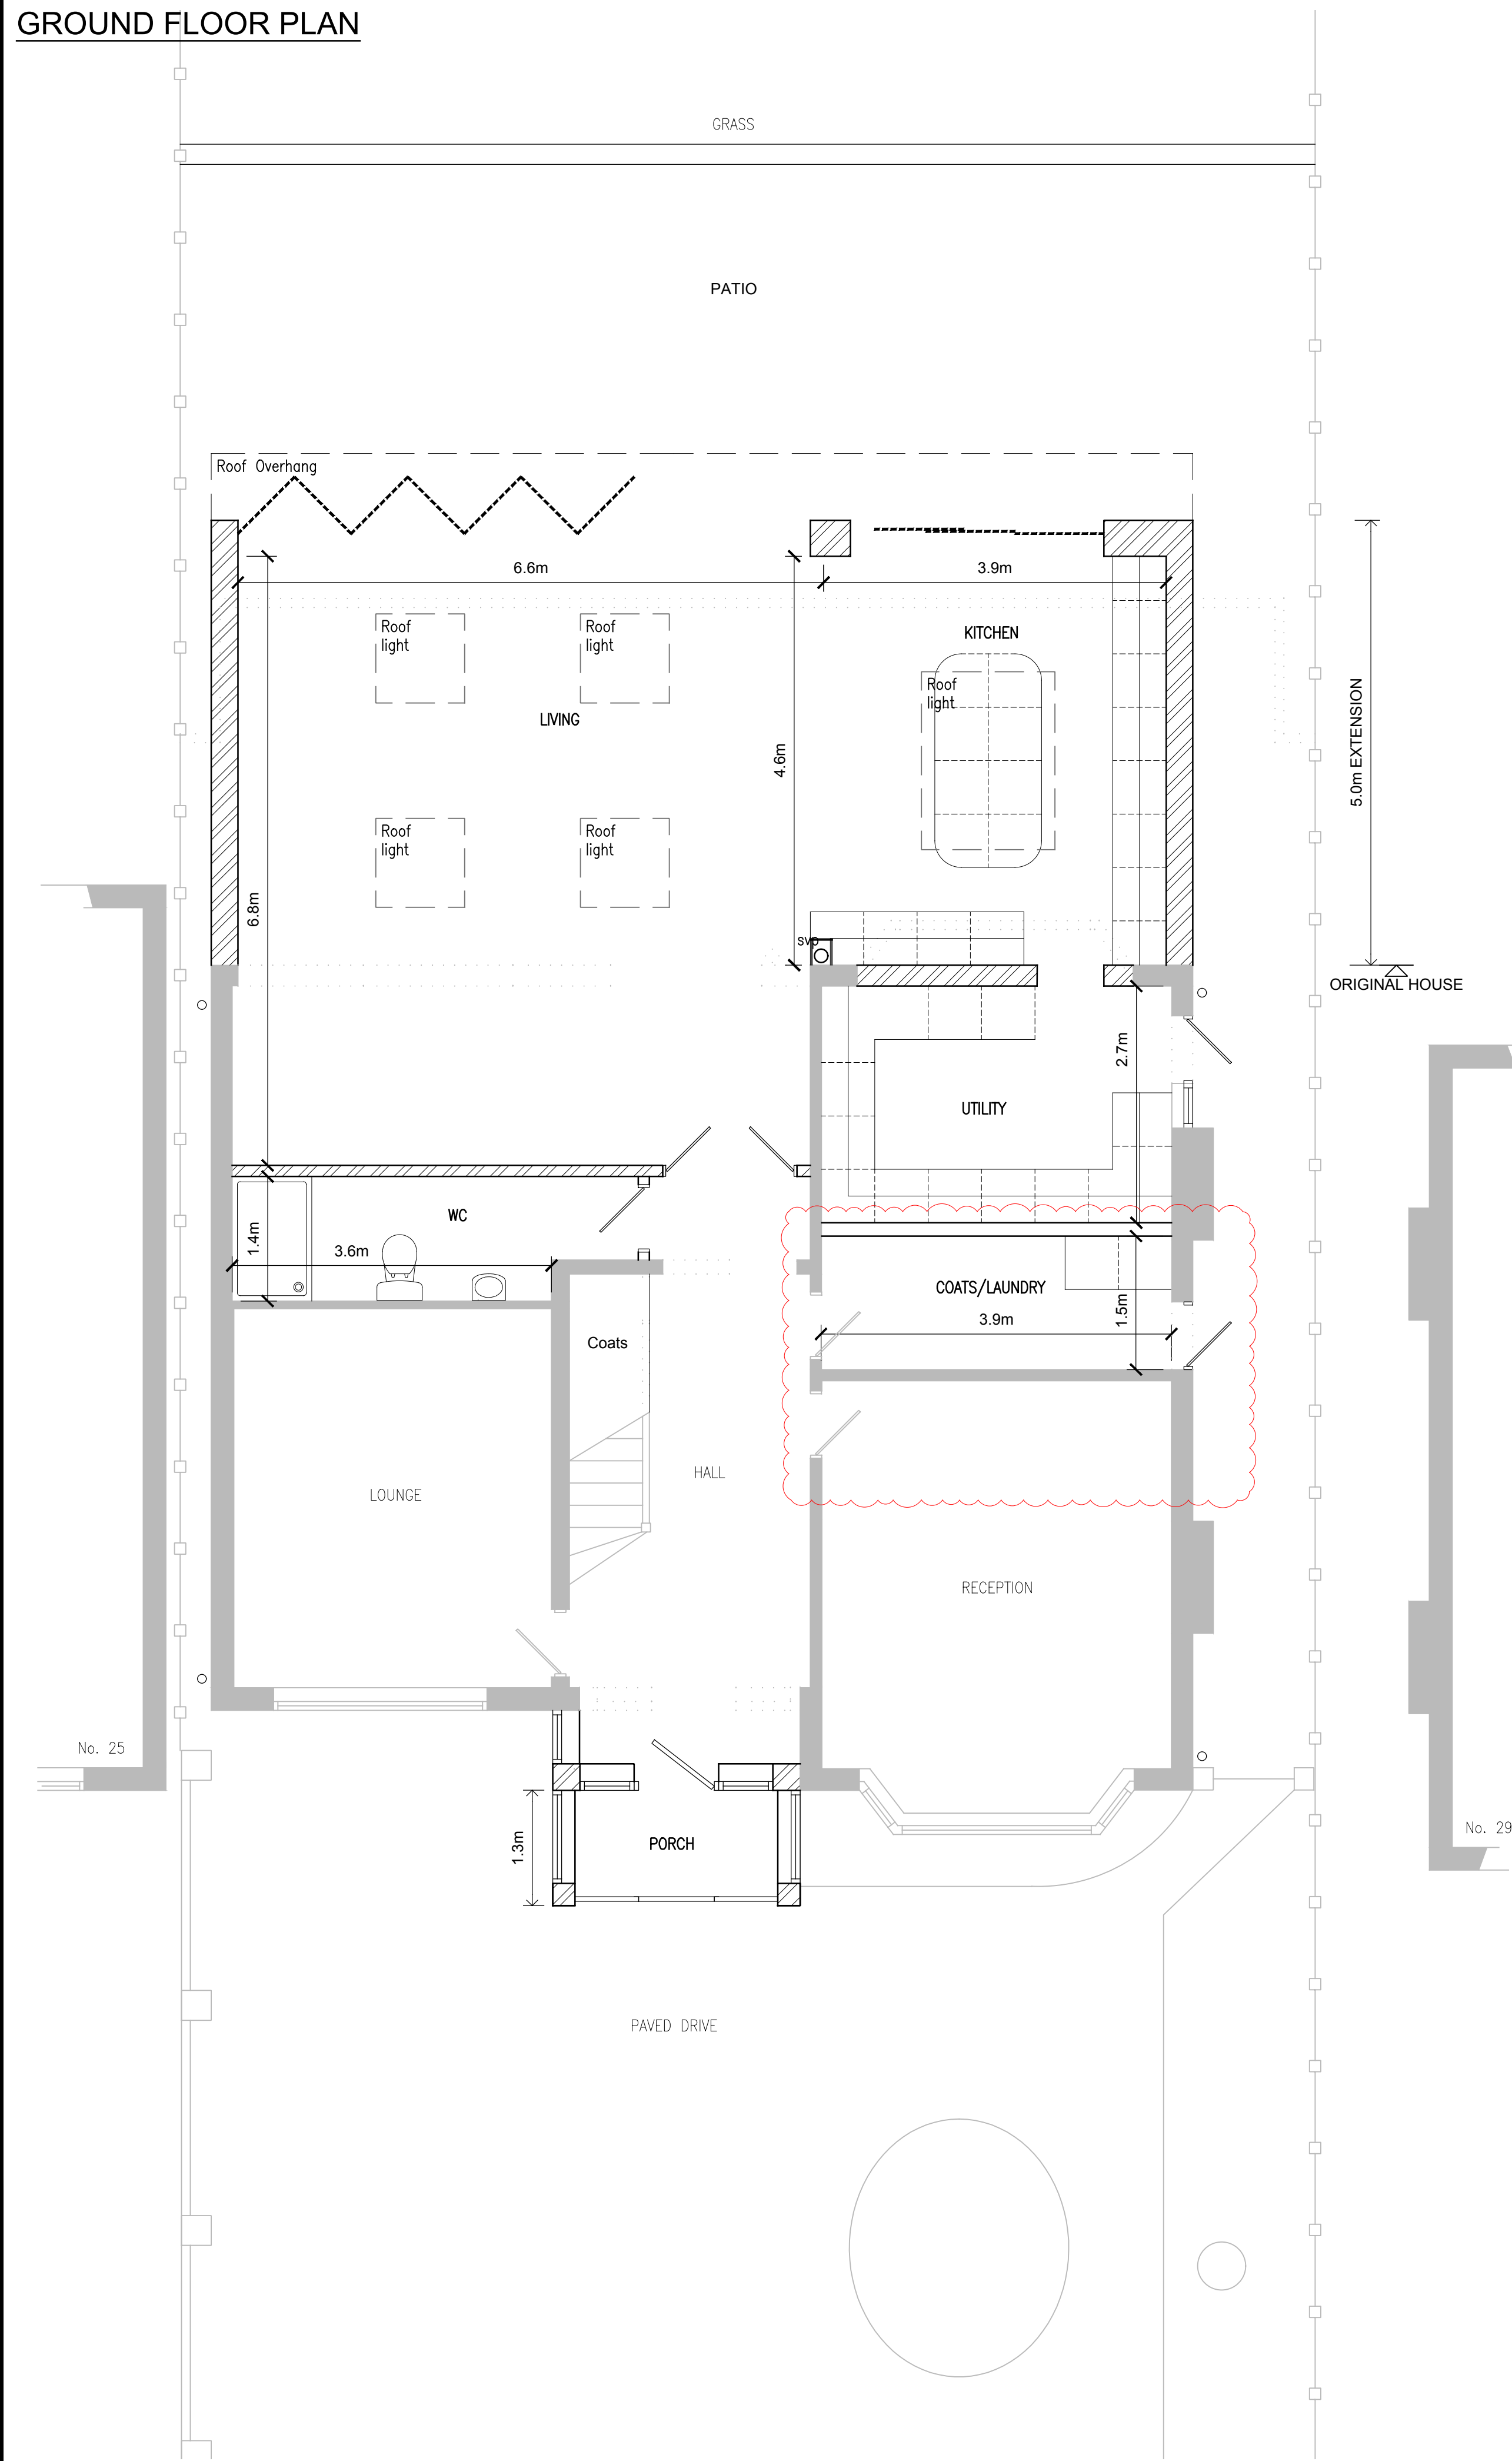 GROUND FLOOR PLAN
GRASS
PATIO
Roof Overhang
6.6m
3.9m
Roof
light
Roof
light
KITCHEN
Roof
light
LIVING
5.0m EXTENSION
4.6m
Roof
light
Roof
light
6.8m
svp
ORIGINAL HOUSE
2.7m
UTILITY
WC
1.4m
3.6m
COATS/LAUNDRY
1.5m
3.9m
Coats
HALL
LOUNGE
RECEPTION
No. 25
No. 29
1.3m
PORCH
PAVED DRIVE